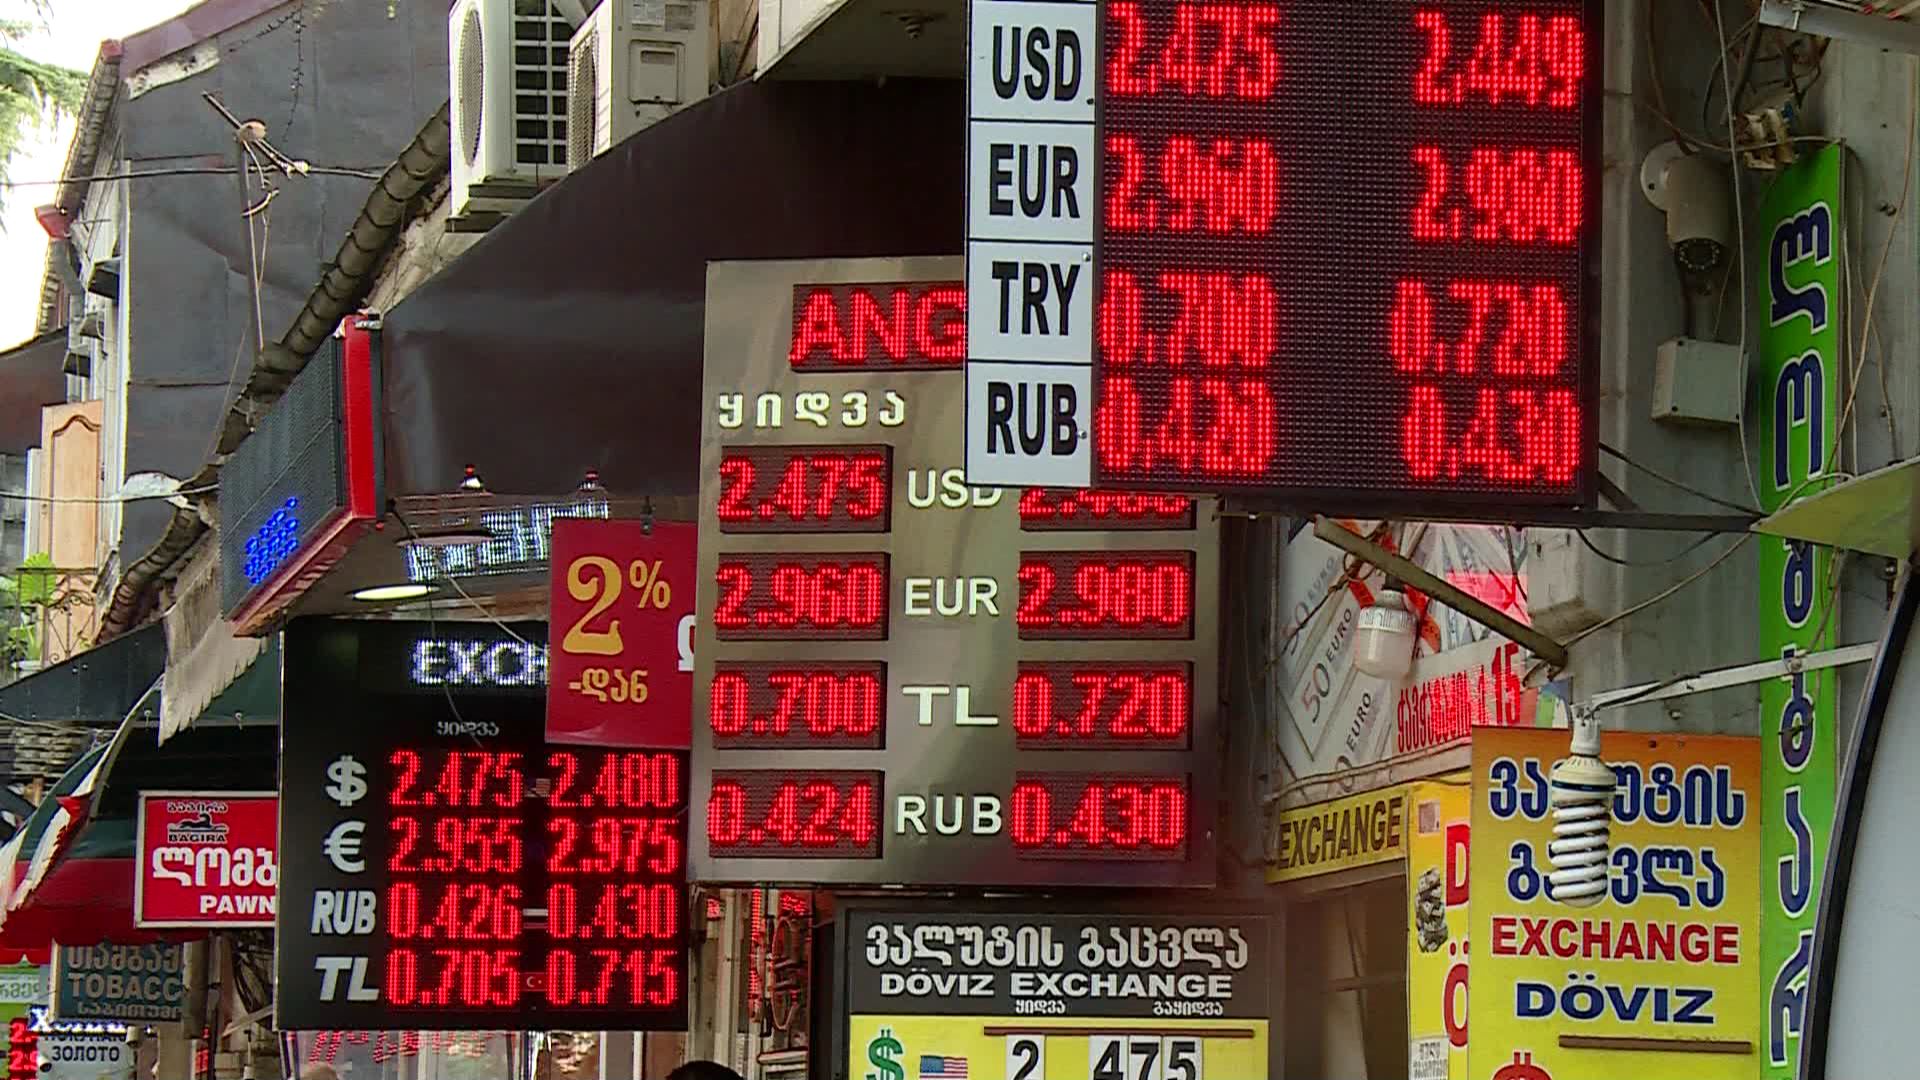 USD 2.475 2.449
EUR 2.960 2.980
TRY 0.700 0.720
RUB 0.420 0.430
ANG
ყიდვა
2.475 USD
2.960 EUR 2.980
0.700 TL 0.720
0.424 RUB 0.430
2%
-დან
EXCH
ყიდვა
$ 2.475 2.480
€ 2.955 2.975
RUB 0.426 0.430
TL 0.705 0.715
BAGIRA
ლომბ
PAWN
TOBACC
ЗОЛОТО
ვალუტის გაცვლა
DÖVIZ EXCHANGE
ყიდვა გაყიდვა
$ 2 475
50 EURO
EURO
15
EXCHANGE
EXCHANGE
DÖVIZ